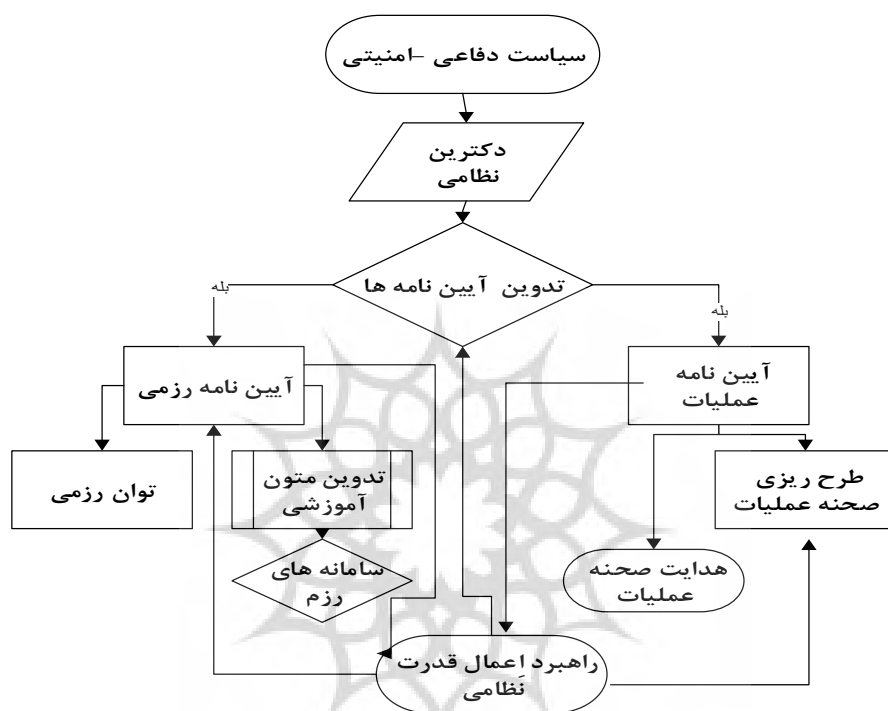 سیاست دفاعی –امنیتی
دکترین
نظامی
تدوین آیین نامه ها
بله
بله
آیین نامه رزمی
آیین نامه
عملیات
توان رزمی
تدوین متون
آموزشی
طرح ریزی
صحنه عملیات
سامانه های
رزم
هدایت صحنه
عملیات
راهبرد اعمال قدرت
نظامی